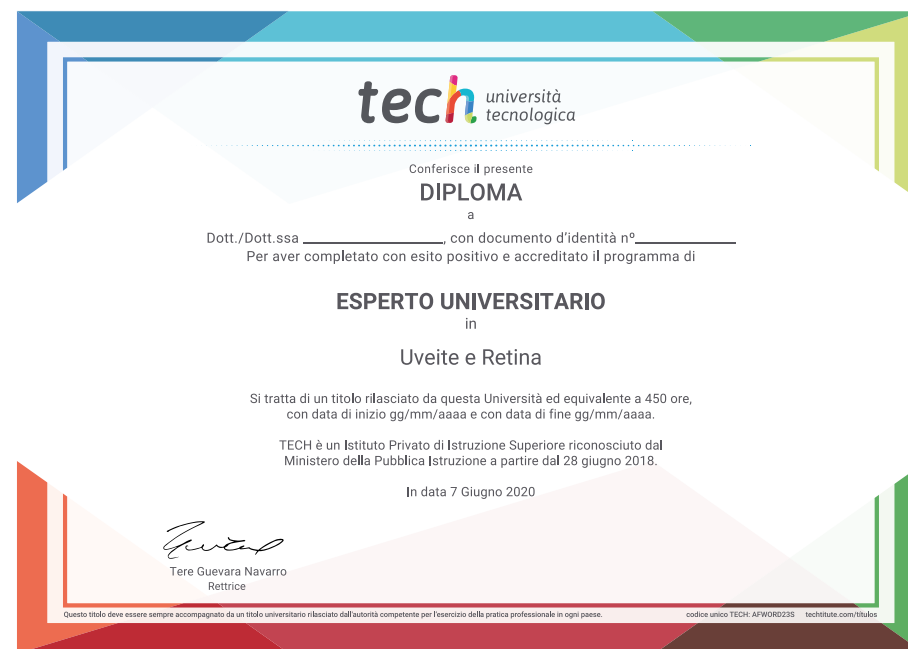 tech università
tecnologica
Conferisce il presente
DIPLOMA
a
Dott./Dott.ssa ____________________, con documento d'identità nº______________
Per aver completato con esito positivo e accreditato il programma di
ESPERTO UNIVERSITARIO
in
Uveite e Retina
Si tratta di un titolo rilasciato da questa Università ed equivalente a 450 ore,
con data di inizio gg/mm/aaaa e con data di fine gg/mm/aaaa.
TECH è un Istituto Privato di Istruzione Superiore riconosciuto dal
Ministero della Pubblica Istruzione a partire dal 28 giugno 2018.
In data 7 Giugno 2020
Tere Guevara Navarro
Rettrice
Questo titolo deve essere sempre accompagnato da un titolo universitario rilasciato dall'autorità competente per l'esercizio della pratica professionale in ogni paese. codice unico TECH: AFWORD23S techtitute.com/titulos